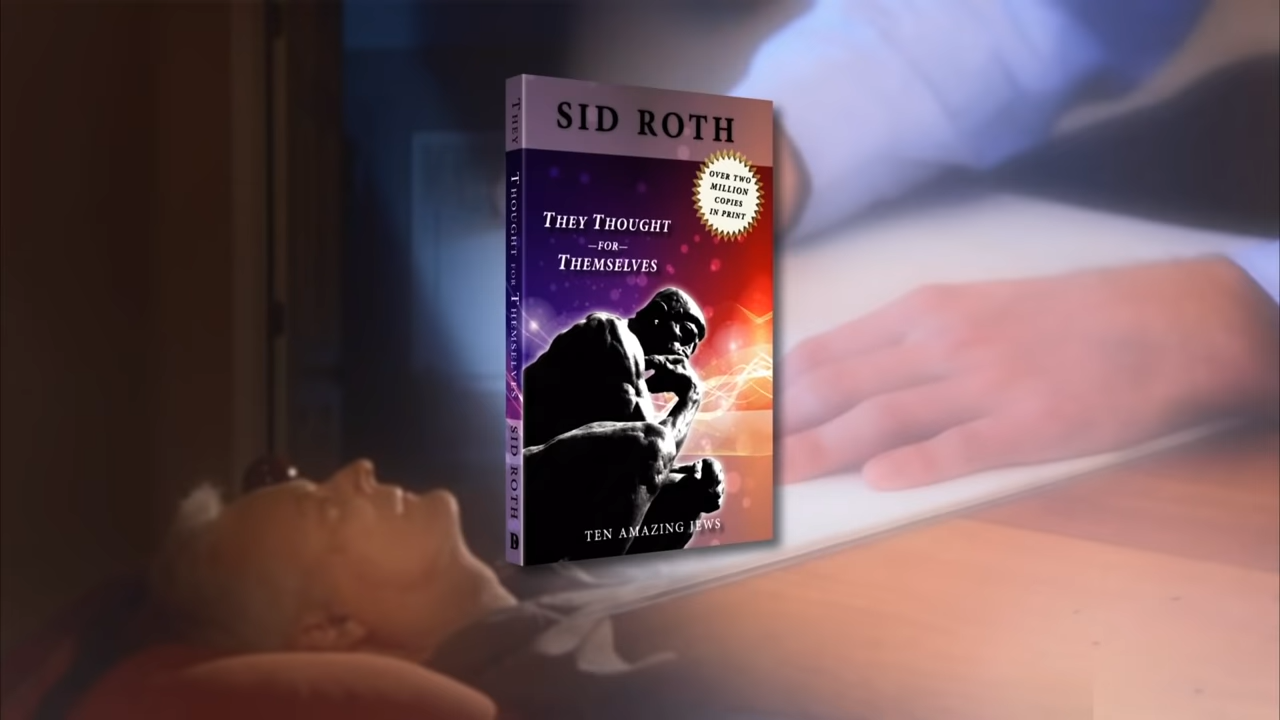 SID ROTH
OVER TWO
MILLION
COPIES
IN PRINT
THEY THOUGHT
—FOR—
THEMSELVES
TEN AMAZING JEWS
THEY THOUGHT FOR THEMSELVES SID ROTH